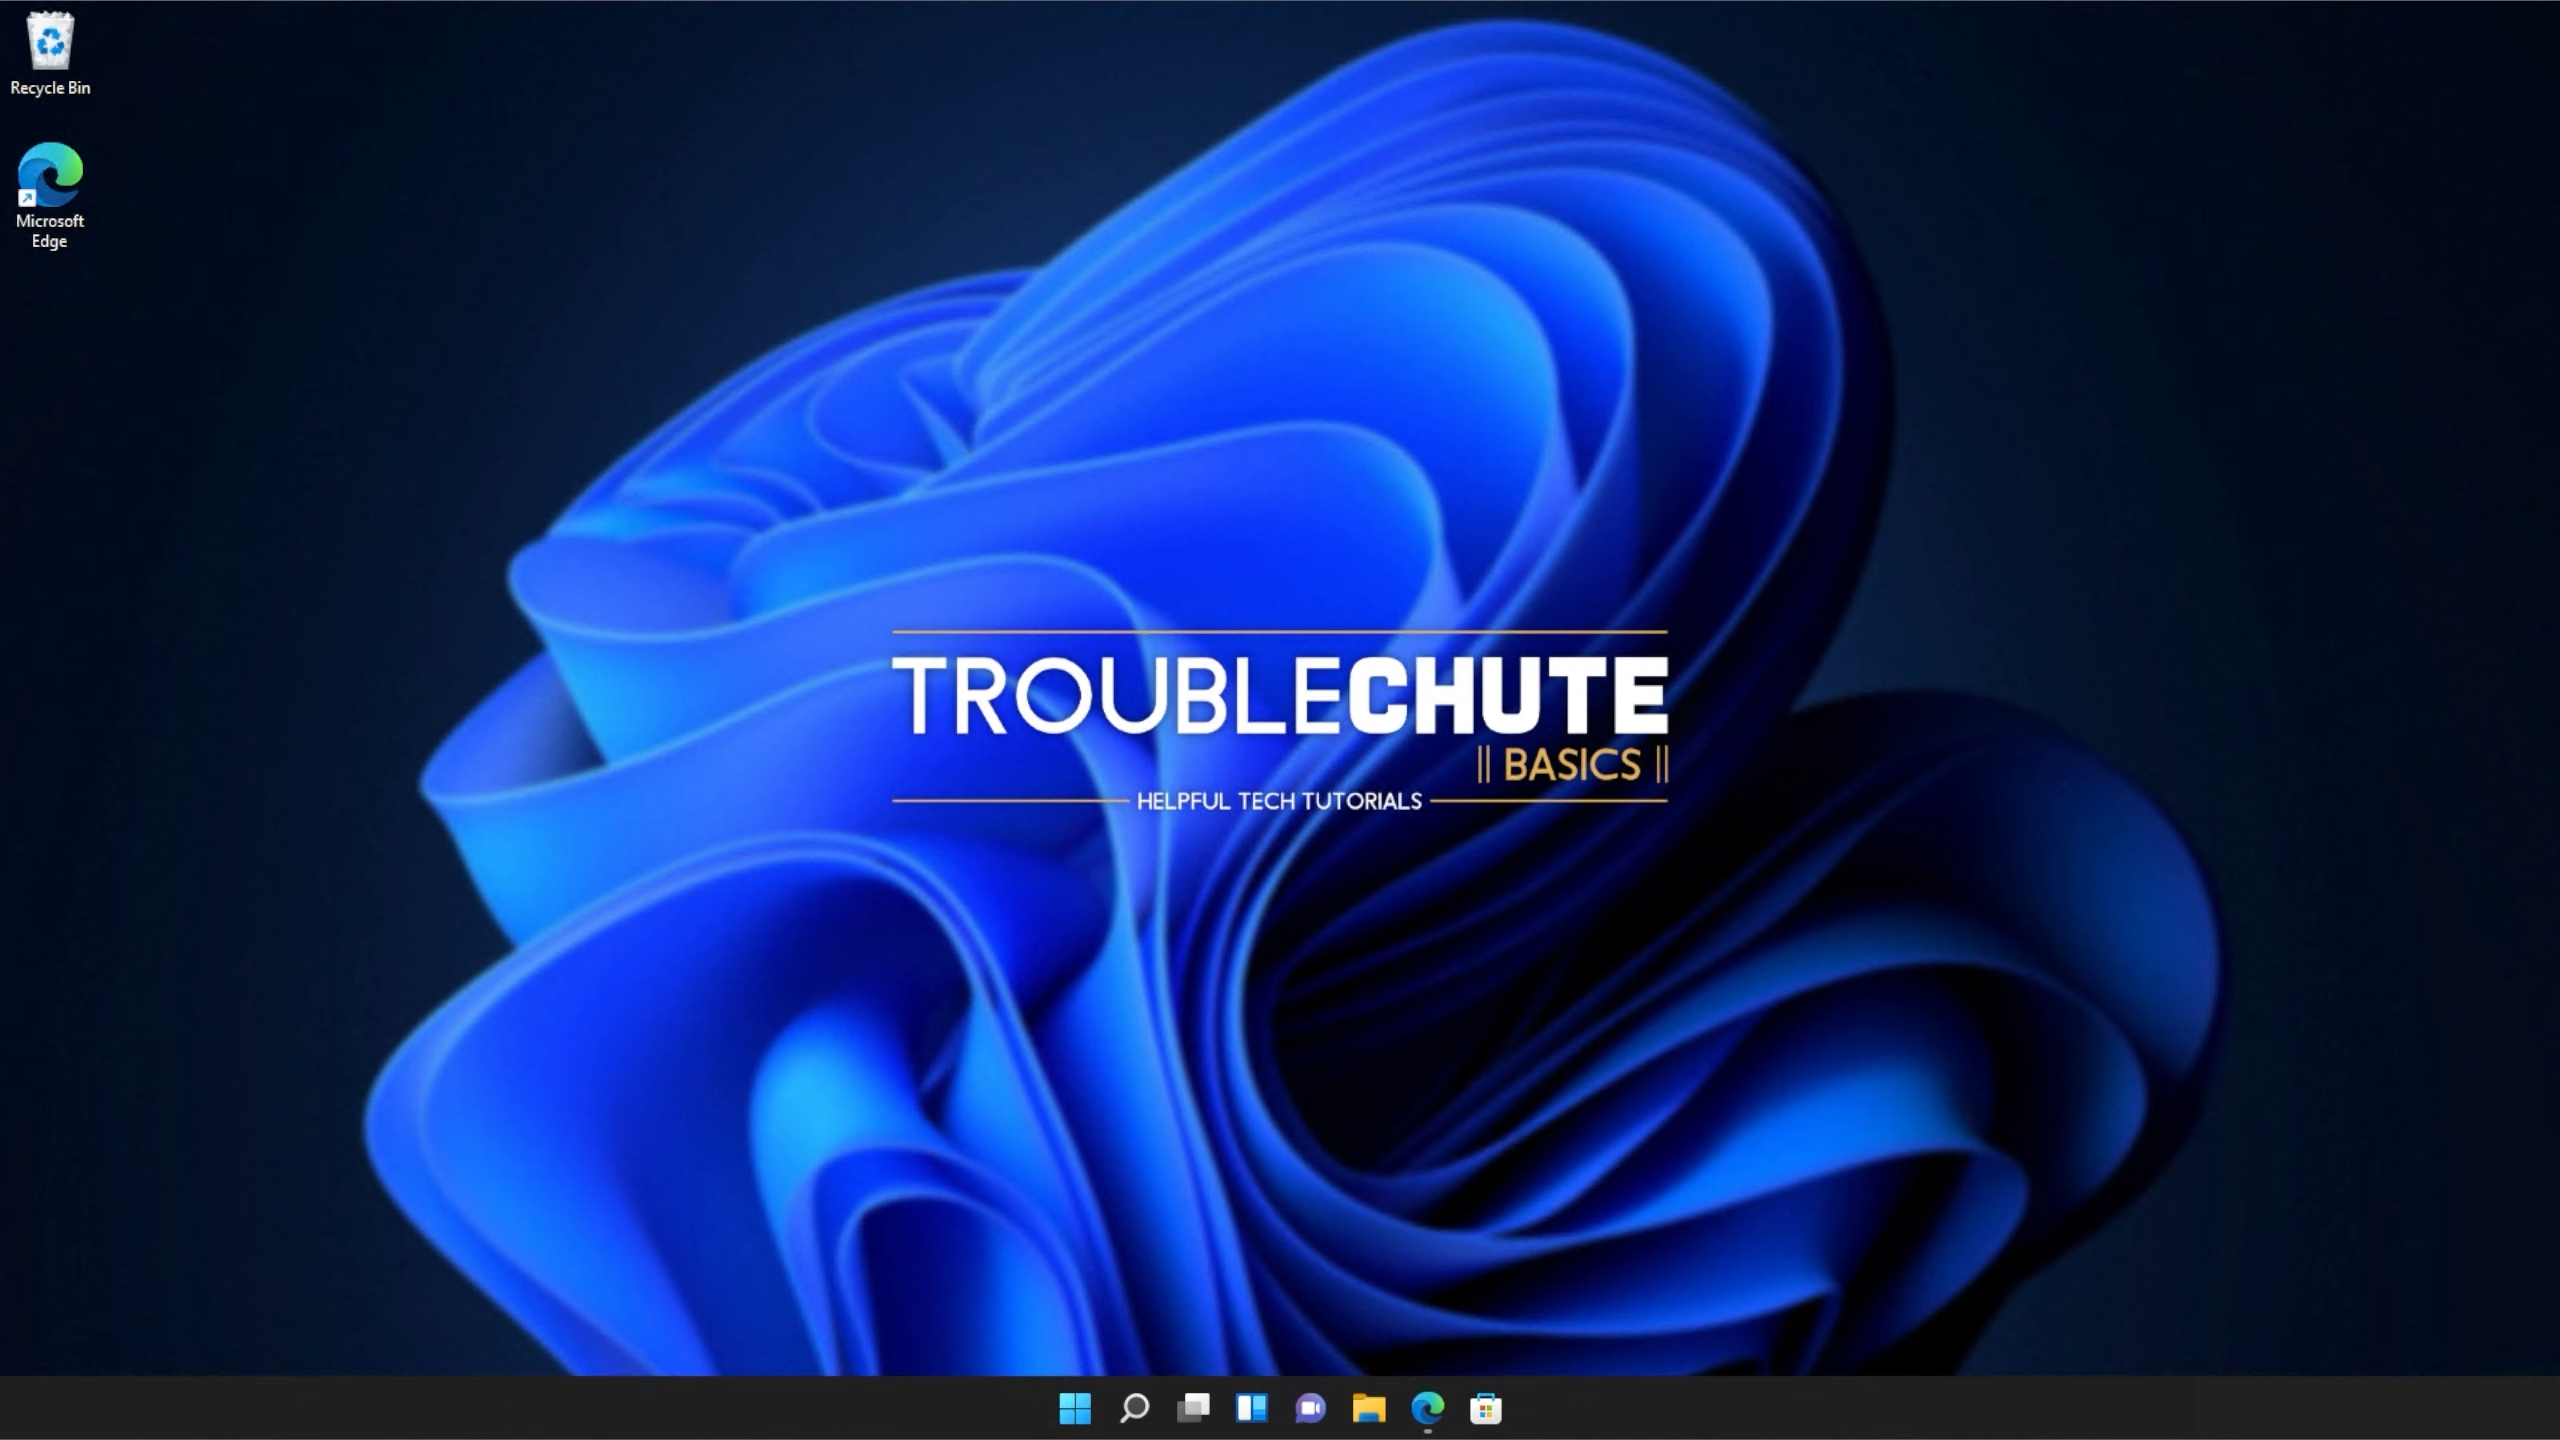 Recycle Bin
Microsoft
Edge
TROUBLECHUTE
|| BASICS ||
HELPFUL TECH TUTORIALS